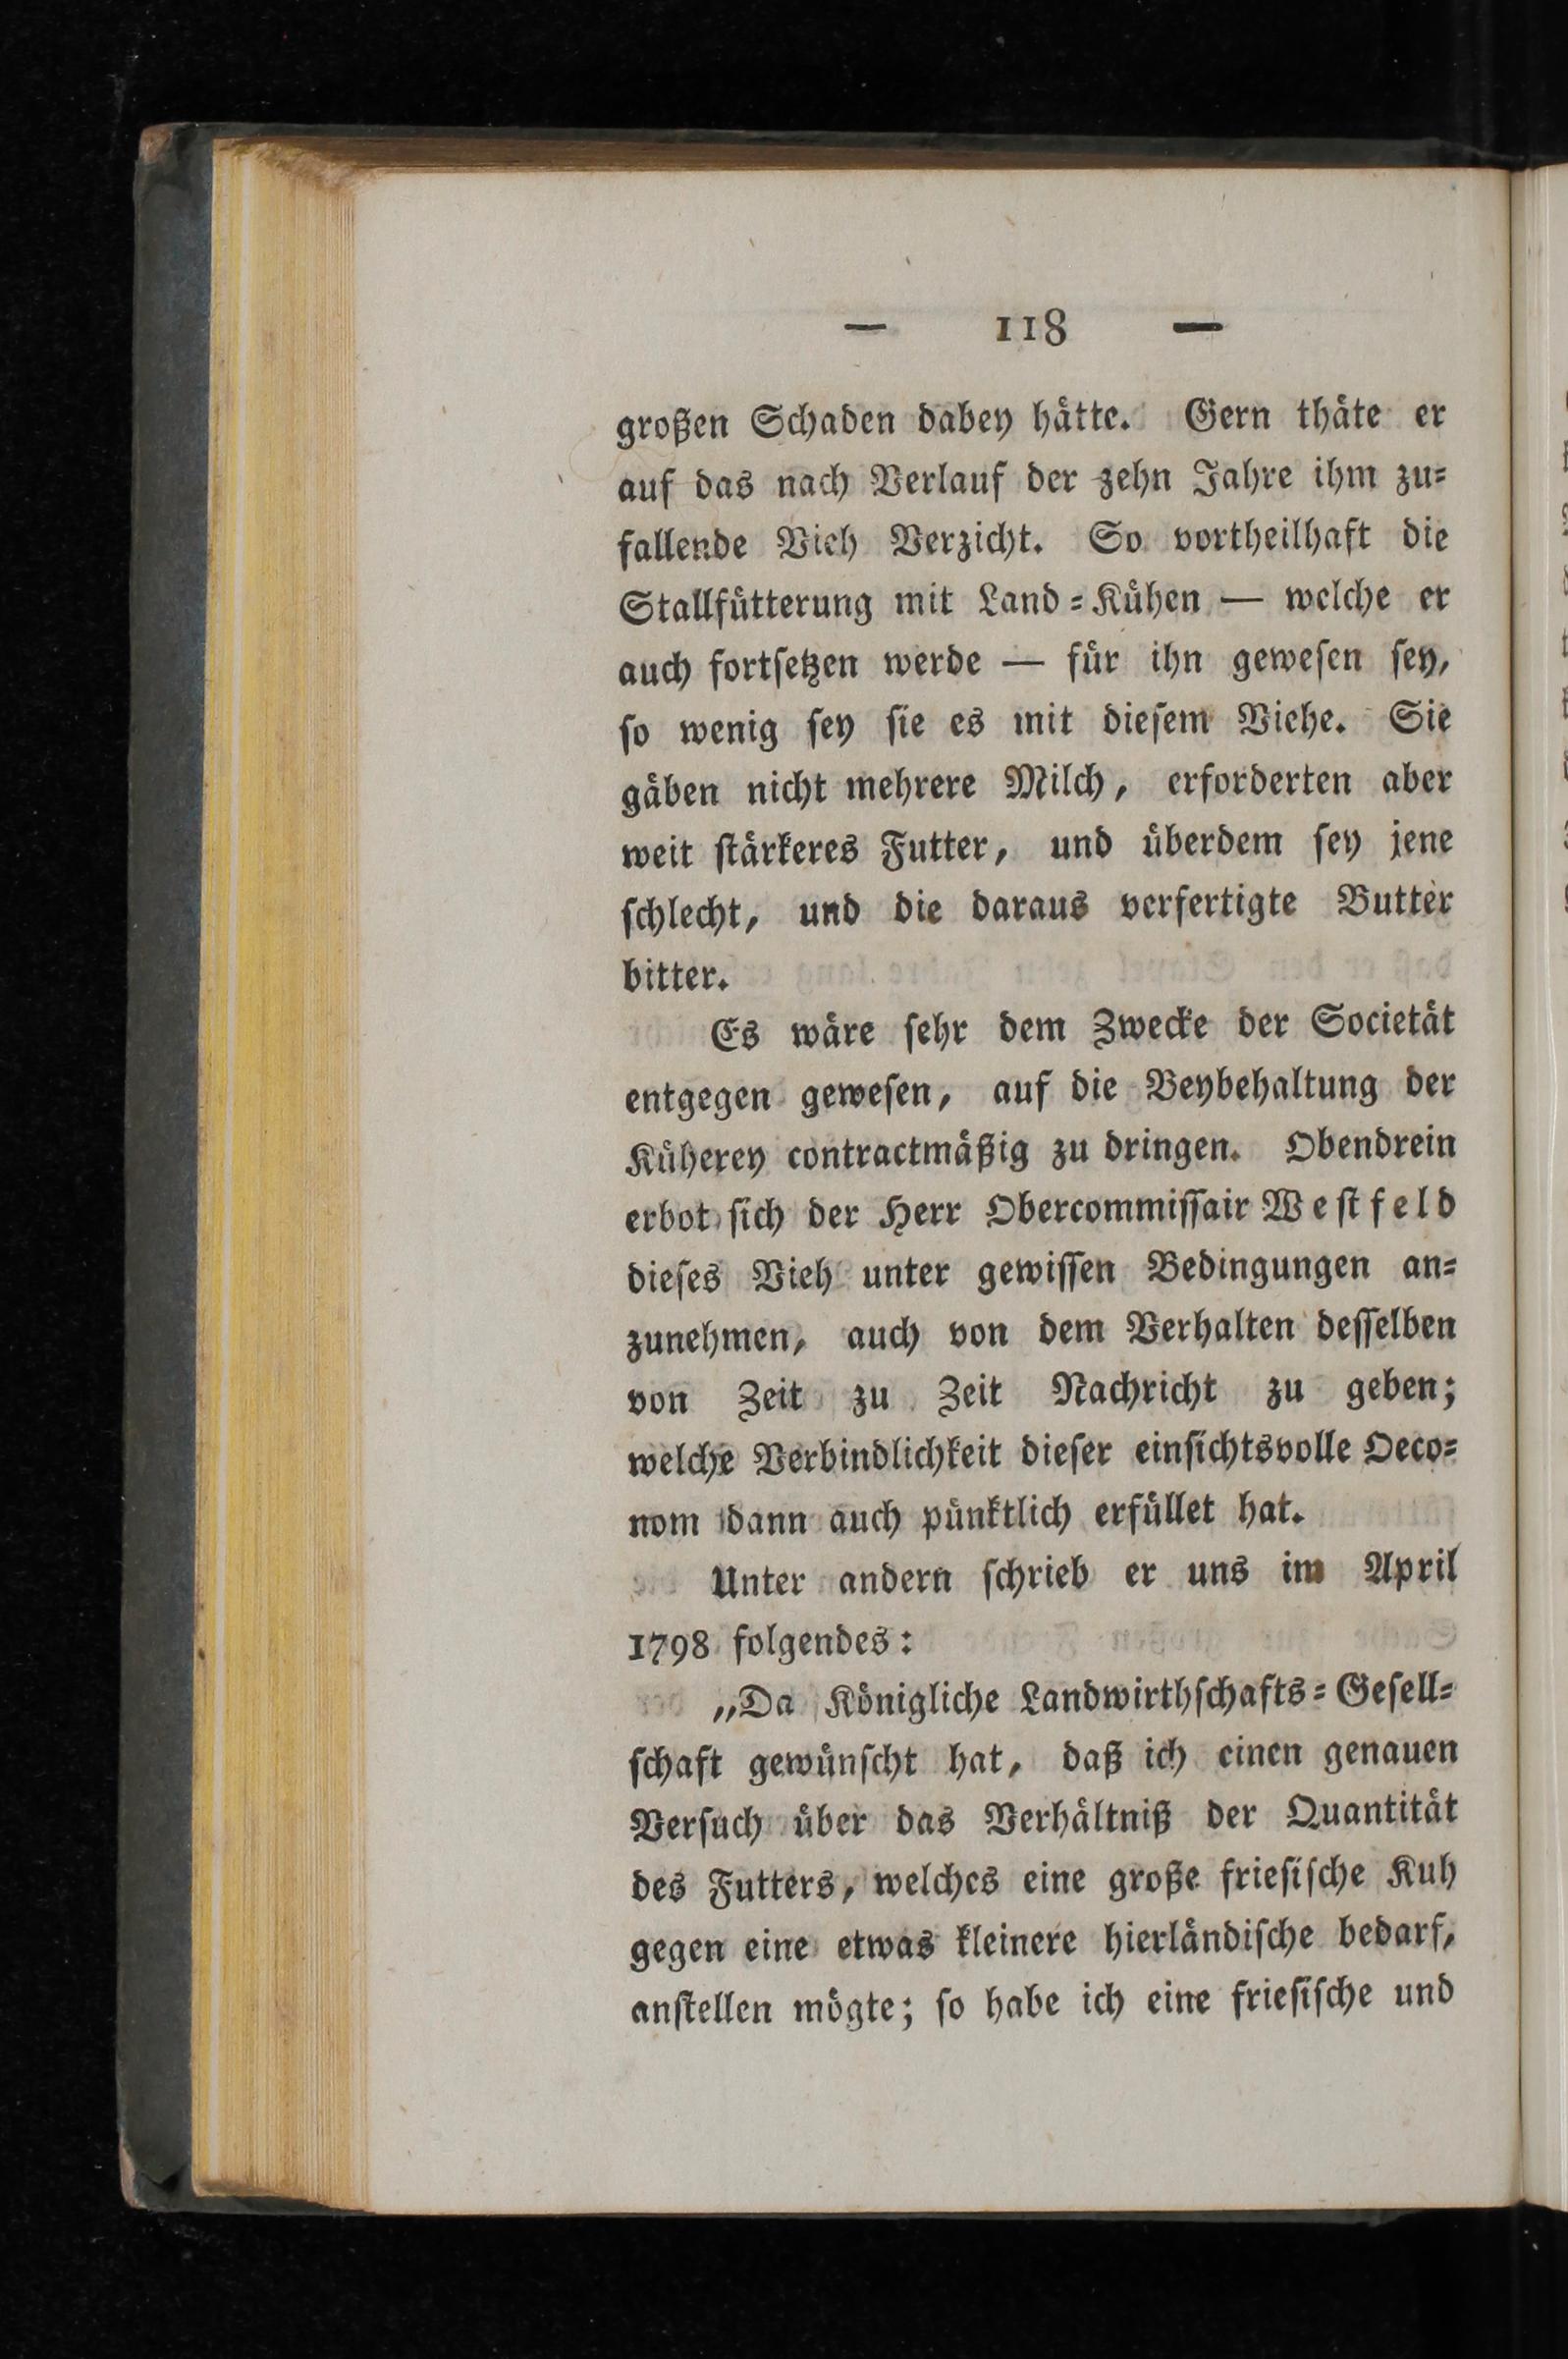 — 118 —
großen Schaden dabey hätte. Gern thäte er
auf das nach Verlauf der zehn Jahre ihm zu=
fallende Vieh Verzicht. So vortheilhaft die
Stallfütterung mit Land=Kühen — welche er
auch fortſetzen werde — für ihn geweſen ſey,
ſo wenig ſey ſie es mit dieſem Viehe. Sie
gäben nicht mehrere Milch, erforderten aber
weit ſtärkeres Futter, und überdem ſey jene
ſchlecht, und die daraus verfertigte Butter
bitter.
Es wäre ſehr dem Zwecke der Societät
entgegen geweſen, auf die Beybehaltung der
Küherey contractmäßig zu dringen. Obendrein
erbot ſich der Herr Obercommiſſair Weſtfeld
dieſes Vieh unter gewiſſen Bedingungen an=
zunehmen, auch von dem Verhalten deſſelben
von Zeit zu Zeit Nachricht zu geben;
welche Verbindlichkeit dieſer einſichtsvolle Oeco=
nom dann auch pünktlich erfüllet hat.
Unter andern ſchrieb er uns im April
1798 folgendes:
„Da Königliche Landwirthſchafts=Geſell=
ſchaft gewünſcht hat, daß ich einen genauen
Verſuch über das Verhältniß der Quantität
des Futters, welches eine große frieſiſche Kuh
gegen eine etwas kleinere hierländiſche bedarf,
anſtellen mögte; ſo habe ich eine frieſiſche und